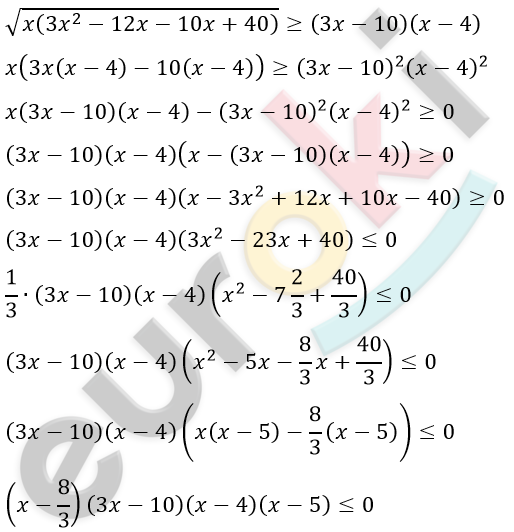 √(x(3x² − 12x − 10x + 40)) ≥ (3x − 10)(x − 4)
x(3x(x − 4) − 10(x − 4)) ≥ (3x − 10)²(x − 4)²
x(3x − 10)(x − 4) − (3x − 10)²(x − 4)² ≥ 0
(3x − 10)(x − 4)(x − (3x − 10)(x − 4)) ≥ 0
(3x − 10)(x − 4)(x − 3x² + 12x + 10x − 40) ≥ 0
(3x − 10)(x − 4)(3x² − 23x + 40) ≤ 0
1/3 · (3x − 10)(x − 4)(x² − 7 2/3 + 40/3) ≤ 0
(3x − 10)(x − 4)(x² − 5x − 8/3 x + 40/3) ≤ 0
(3x − 10)(x − 4)(x(x − 5) − 8/3 (x − 5)) ≤ 0
(x − 8/3)(3x − 10)(x − 4)(x − 5) ≤ 0
euroki